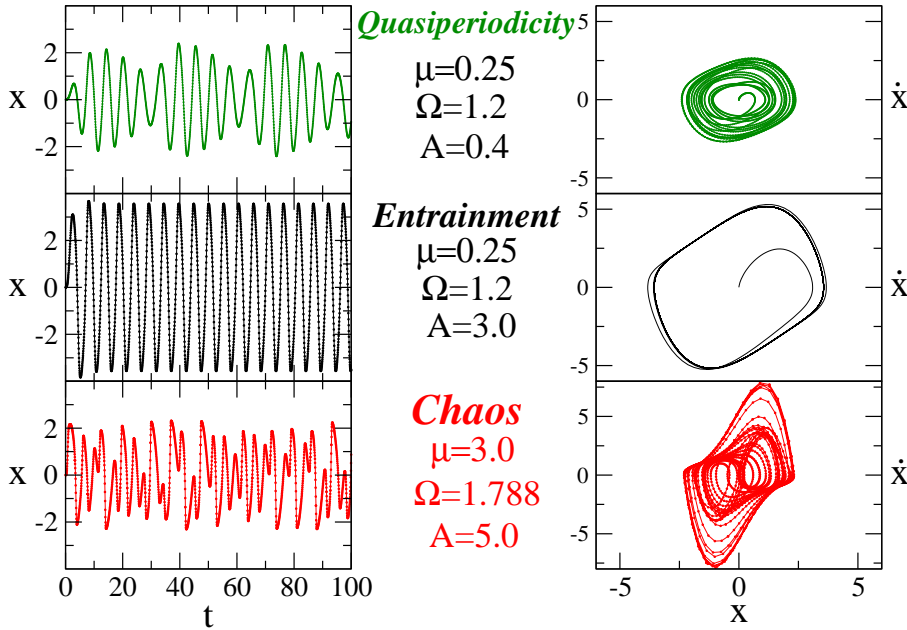 Quasiperiodicity
μ=0.25
Ω=1.2
A=0.4
2
0
-2
x
5
0
-5
ẋ
Entrainment
μ=0.25
Ω=1.2
A=3.0
2
0
-2
x
5
0
-5
ẋ
Chaos
μ=3.0
Ω=1.788
A=5.0
2
0
-2
x
5
0
-5
ẋ
0 20 40 60 80 100
t
-5 0 5
x